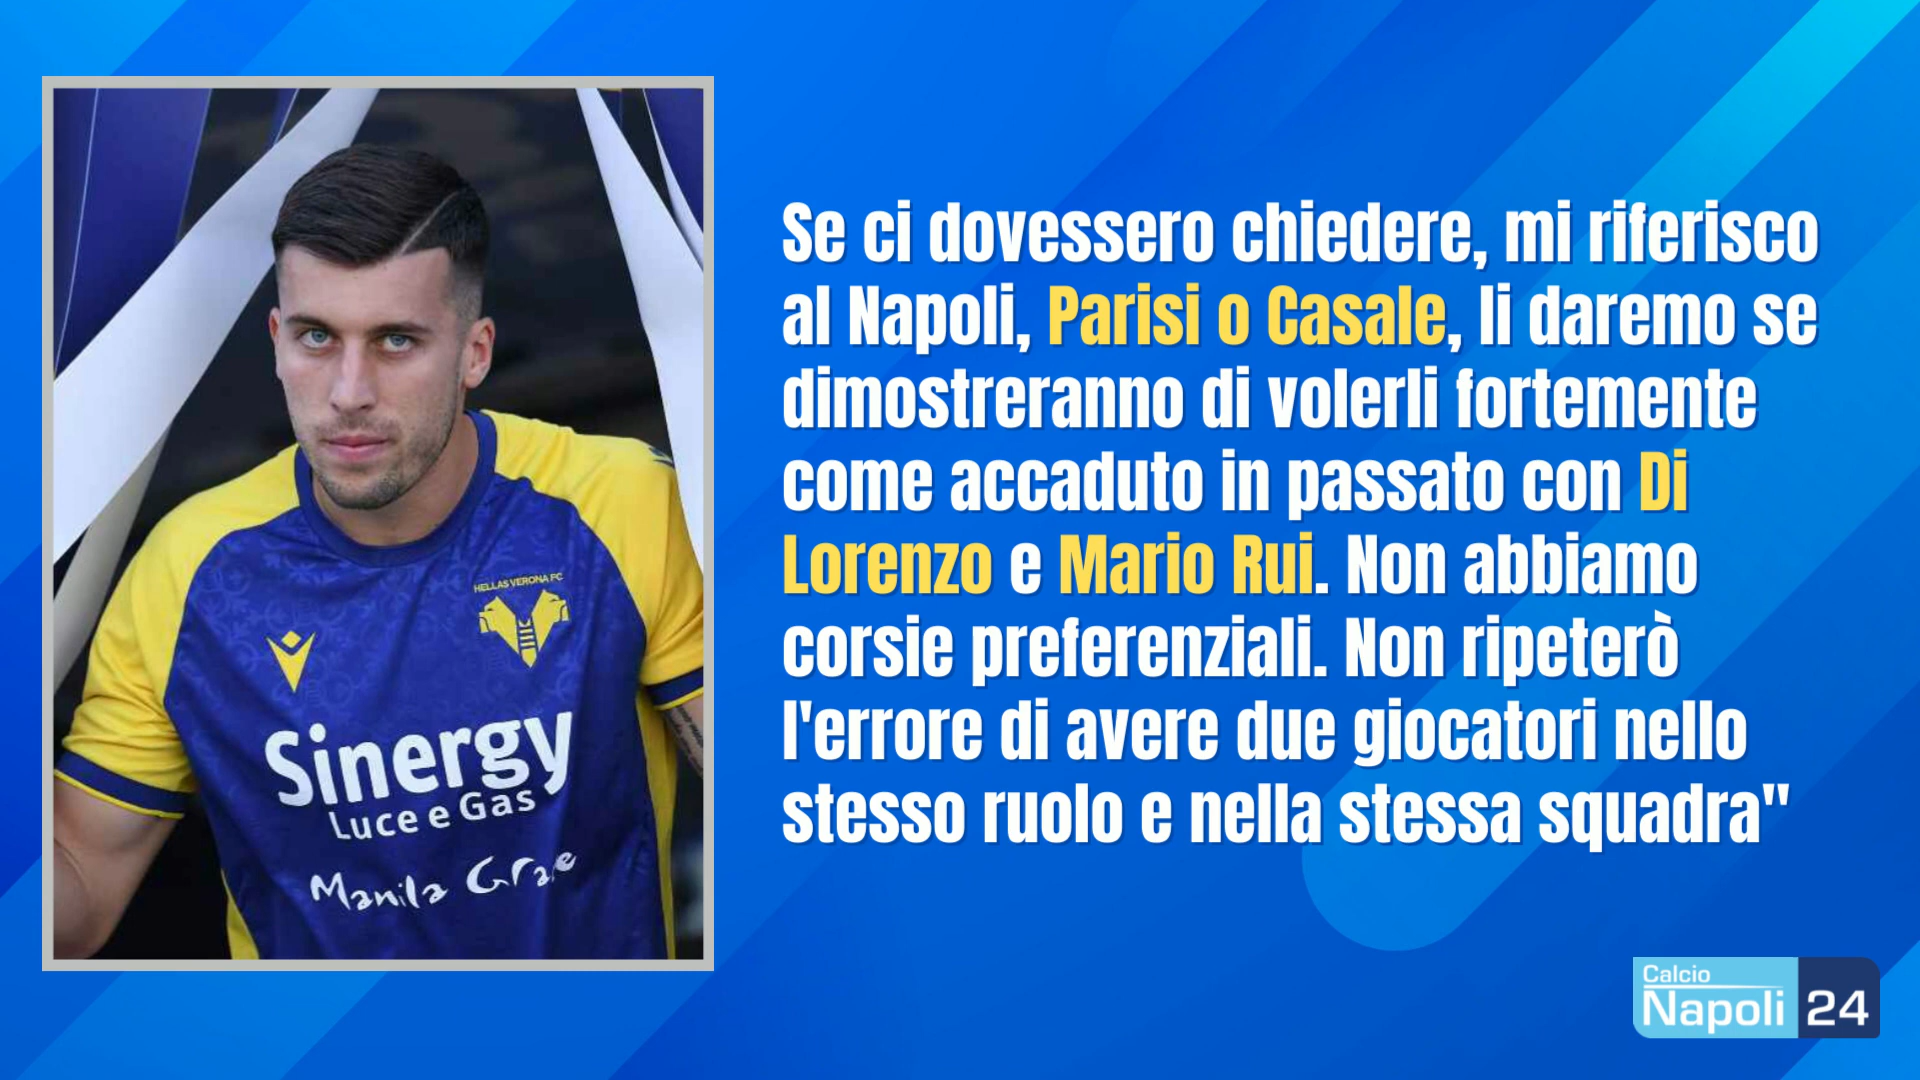 Se ci dovessero chiedere, mi riferisco
al Napoli, Parisi o Casale, li daremo se
dimostreranno di volerli fortemente
come accaduto in passato con Di
Lorenzo e Mario Rui. Non abbiamo
corsie preferenziali. Non ripeterò
l'errore di avere due giocatori nello
stesso ruolo e nella stessa squadra"
HELLAS VERONA FC
Sinergy
Luce e Gas
Manila Grace
Calcio
Napoli 24